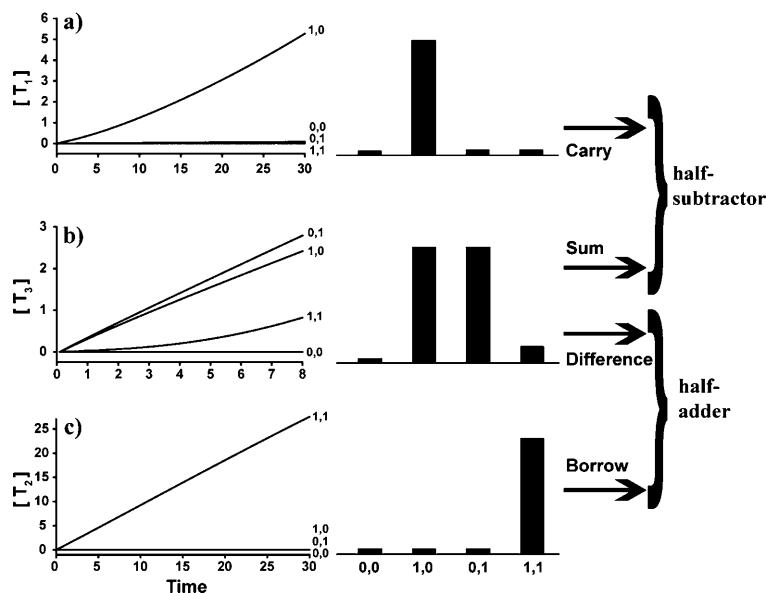 a)
[ T₁ ]
6
5
4
3
2
1
0
0 5 10 15 20 25 30
1,0
0,0
0,1
1,1
Carry
half-
subtractor
b)
[ T₃ ]
3
2
1
0
0 1 2 3 4 5 6 7 8
0,1
1,0
1,1
0,0
Sum
Difference
half-
adder
c)
[ T₂ ]
25
20
15
10
5
0
0 5 10 15 20 25 30
Time
1,1
1,0
0,1
0,0
Borrow
0,0 1,0 0,1 1,1